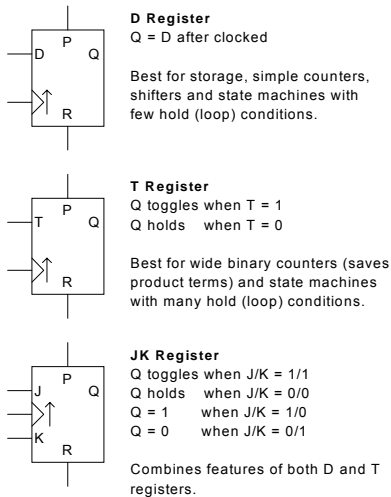 P
D Q
R
D Register
Q = D after clocked
Best for storage, simple counters,
shifters and state machines with
few hold (loop) conditions.
P
T Q
R
T Register
Q toggles when T = 1
Q holds when T = 0
Best for wide binary counters (saves
product terms) and state machines
with many hold (loop) conditions.
P
J Q
K
R
JK Register
Q toggles when J/K = 1/1
Q holds when J/K = 0/0
Q = 1 when J/K = 1/0
Q = 0 when J/K = 0/1
Combines features of both D and T
registers.